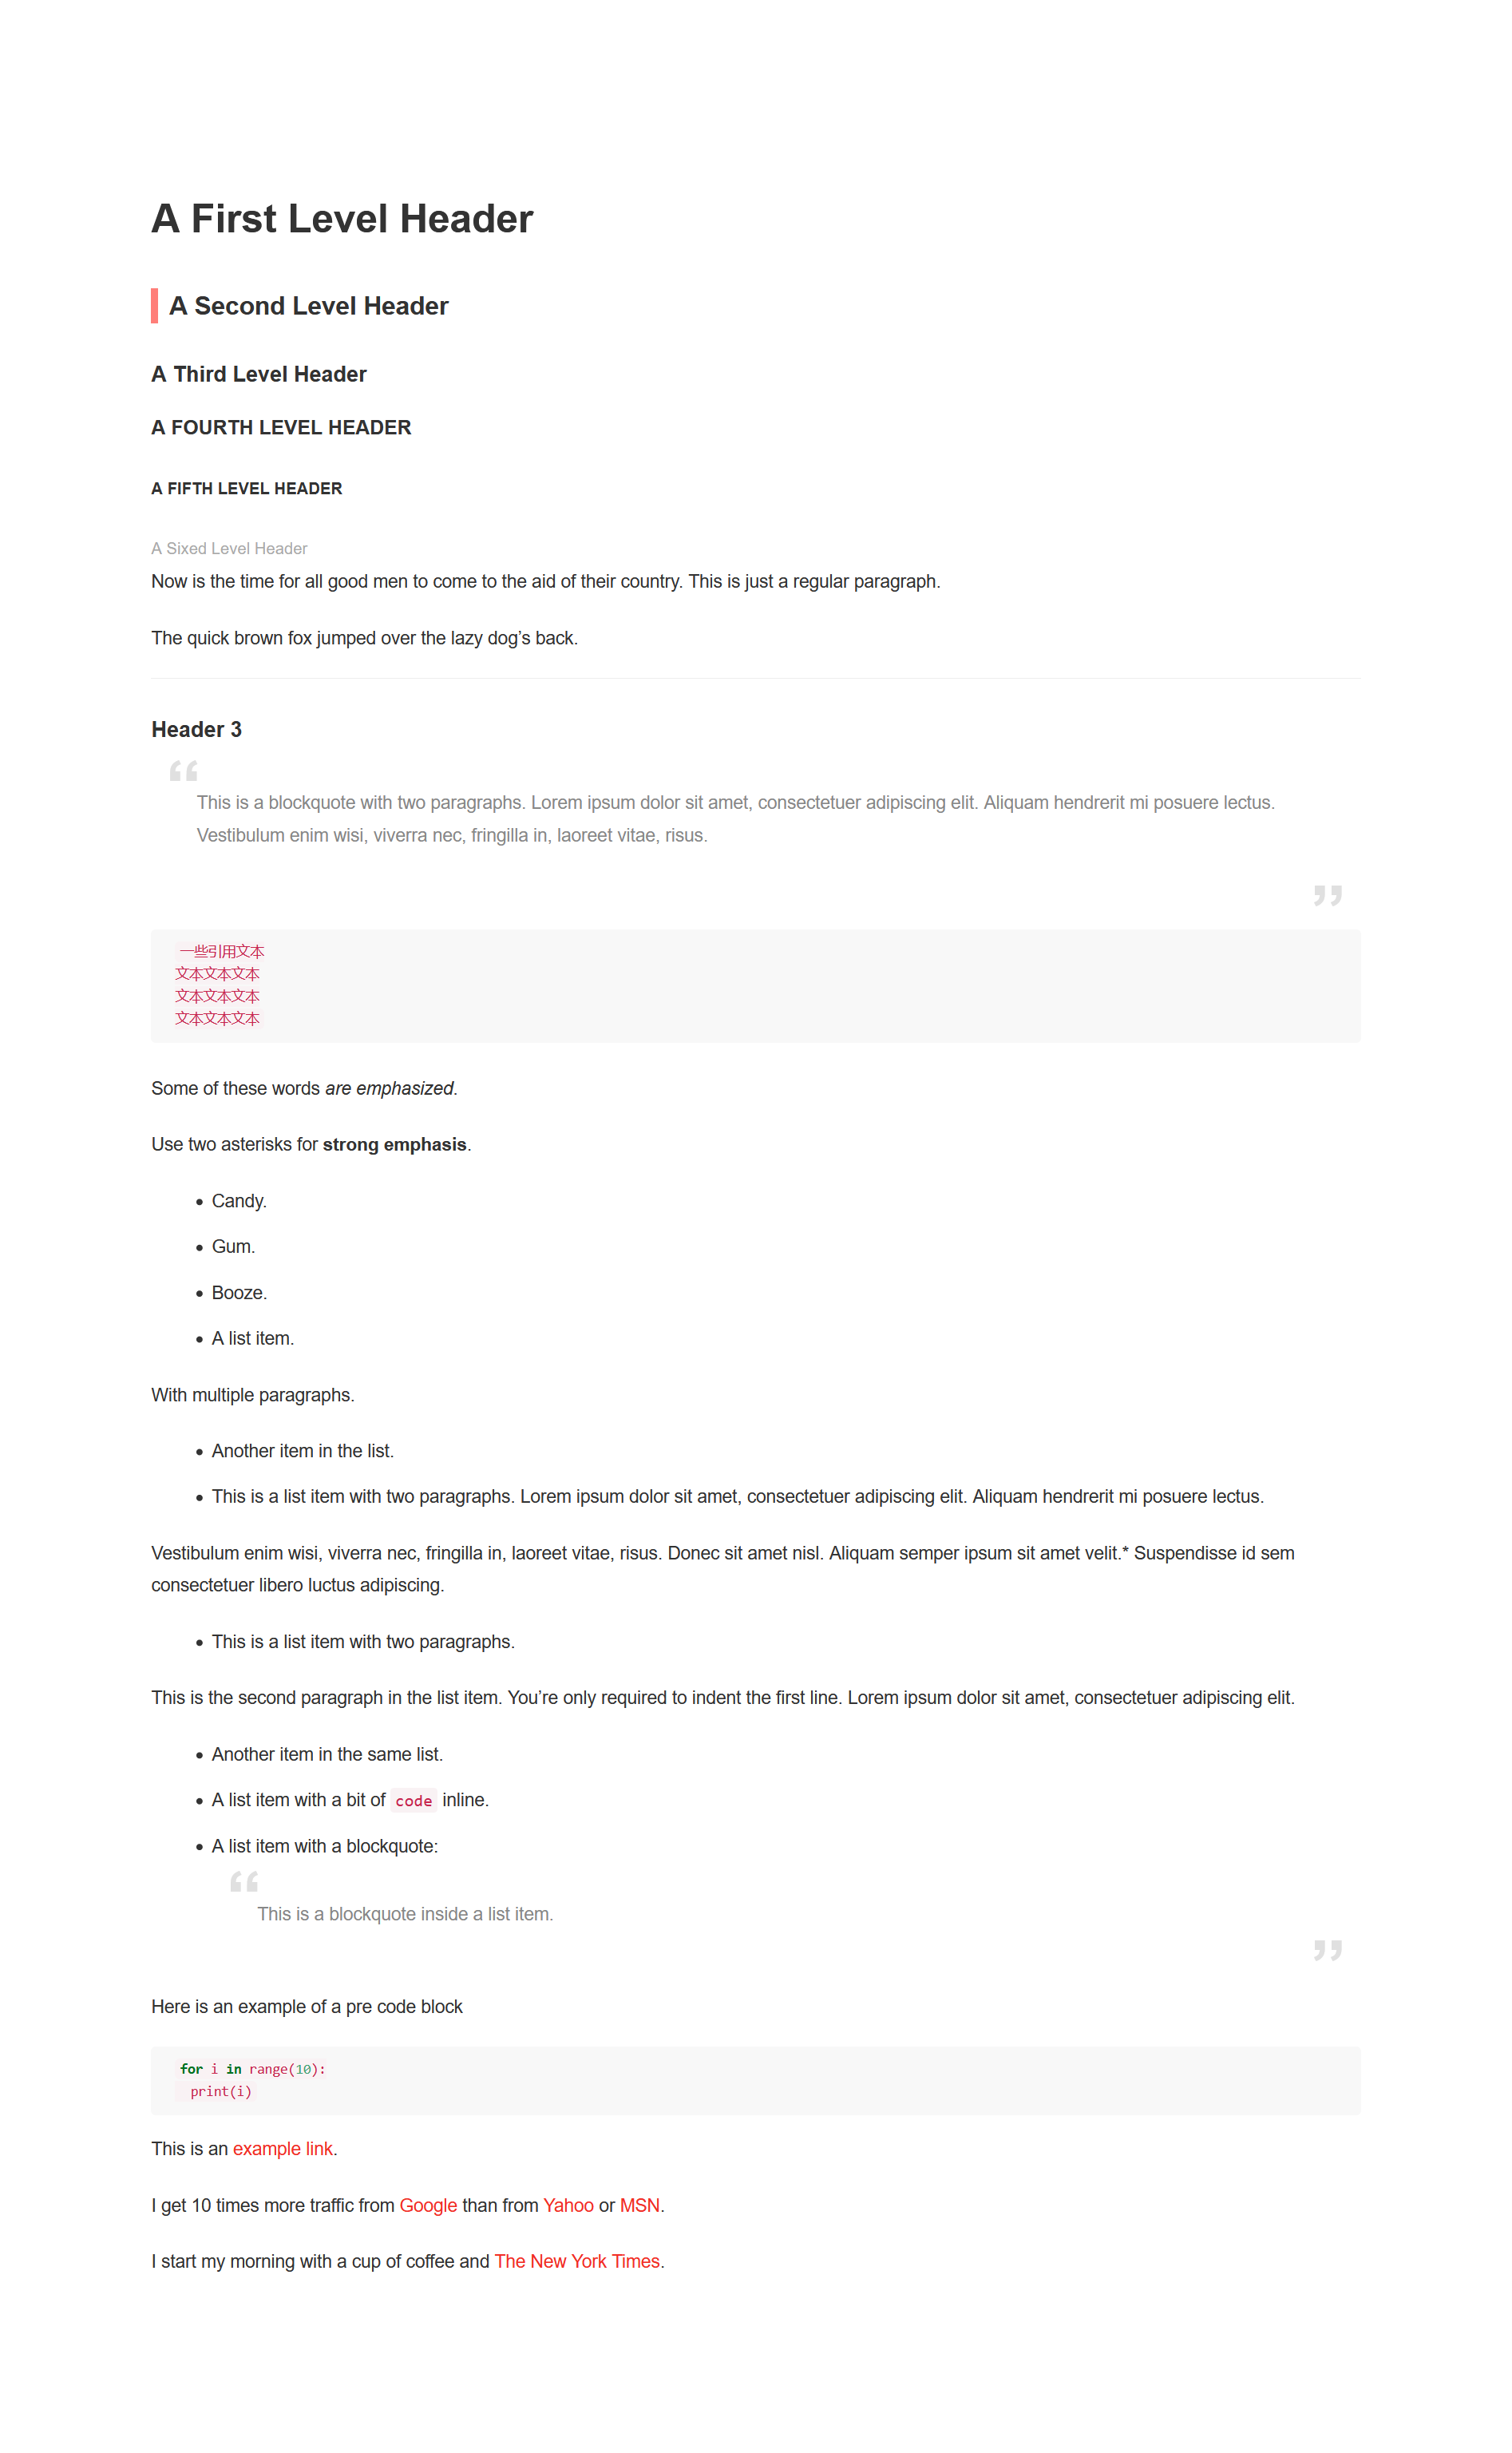 A First Level Header
A Second Level Header
A Third Level Header
A FOURTH LEVEL HEADER
A FIFTH LEVEL HEADER
A Sixed Level Header
Now is the time for all good men to come to the aid of their country. This is just a regular paragraph.
The quick brown fox jumped over the lazy dog’s back.
Header 3
“
This is a blockquote with two paragraphs. Lorem ipsum dolor sit amet, consectetuer adipiscing elit. Aliquam hendrerit mi posuere lectus.
Vestibulum enim wisi, viverra nec, fringilla in, laoreet vitae, risus.
”
一些引用文本
文本文本文本
文本文本文本
文本文本文本
Some of these words are emphasized.
Use two asterisks for strong emphasis.
• Candy.
• Gum.
• Booze.
• A list item.
With multiple paragraphs.
• Another item in the list.
• This is a list item with two paragraphs. Lorem ipsum dolor sit amet, consectetuer adipiscing elit. Aliquam hendrerit mi posuere lectus.
Vestibulum enim wisi, viverra nec, fringilla in, laoreet vitae, risus. Donec sit amet nisl. Aliquam semper ipsum sit amet velit.* Suspendisse id sem
consectetuer libero luctus adipiscing.
• This is a list item with two paragraphs.
This is the second paragraph in the list item. You’re only required to indent the first line. Lorem ipsum dolor sit amet, consectetuer adipiscing elit.
• Another item in the same list.
• A list item with a bit of code inline.
• A list item with a blockquote:
“
This is a blockquote inside a list item.
”
Here is an example of a pre code block
for i in range(10):
  print(i)
This is an example link.
I get 10 times more traffic from Google than from Yahoo or MSN.
I start my morning with a cup of coffee and The New York Times.